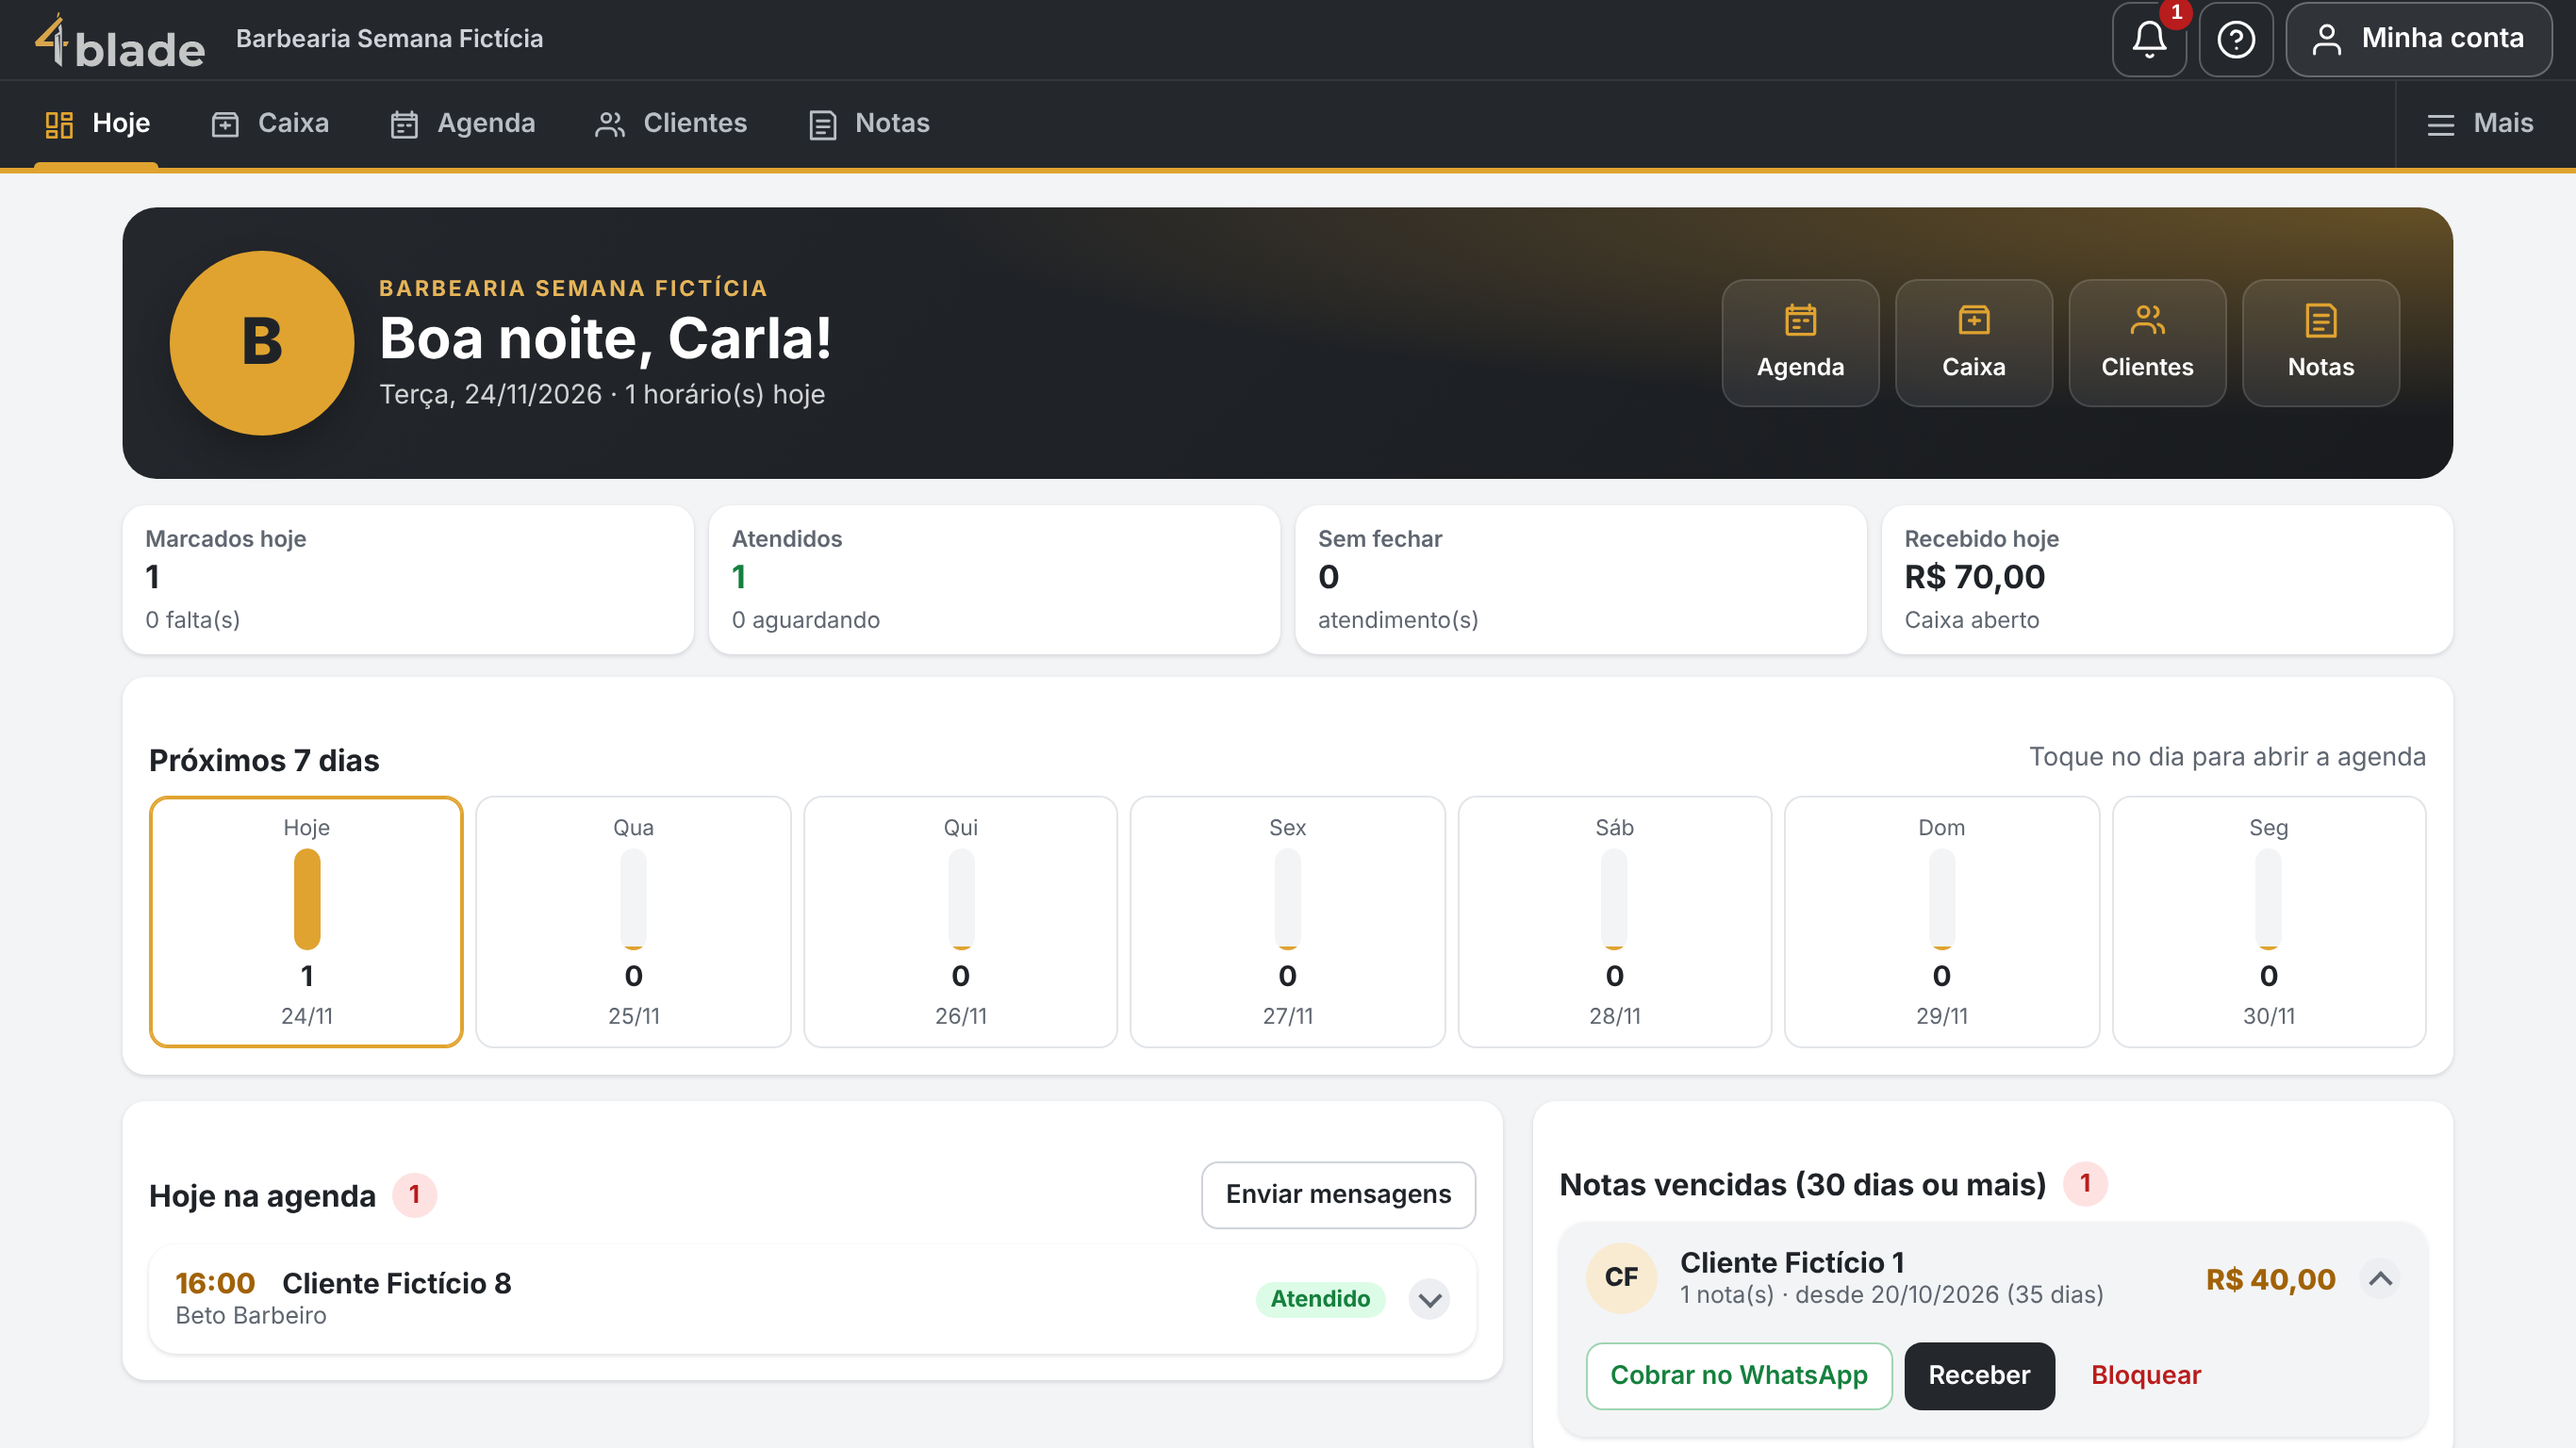 4blade
Barbearia Semana Fictícia
1
Minha conta
Hoje
Caixa
Agenda
Clientes
Notas
Mais
B
BARBEARIA SEMANA FICTÍCIA
Boa noite, Carla!
Terça, 24/11/2026 · 1 horário(s) hoje
Agenda
Caixa
Clientes
Notas
Marcados hoje
1
0 falta(s)
Atendidos
1
0 aguardando
Sem fechar
0
atendimento(s)
Recebido hoje
R$ 70,00
Caixa aberto
Próximos 7 dias
Toque no dia para abrir a agenda
Hoje
1
24/11
Qua
0
25/11
Qui
0
26/11
Sex
0
27/11
Sáb
0
28/11
Dom
0
29/11
Seg
0
30/11
Hoje na agenda 1
Enviar mensagens
16:00 Cliente Fictício 8
Beto Barbeiro
Atendido
Notas vencidas (30 dias ou mais) 1
CF
Cliente Fictício 1
1 nota(s) · desde 20/10/2026 (35 dias)
R$ 40,00
Cobrar no WhatsApp
Receber
Bloquear